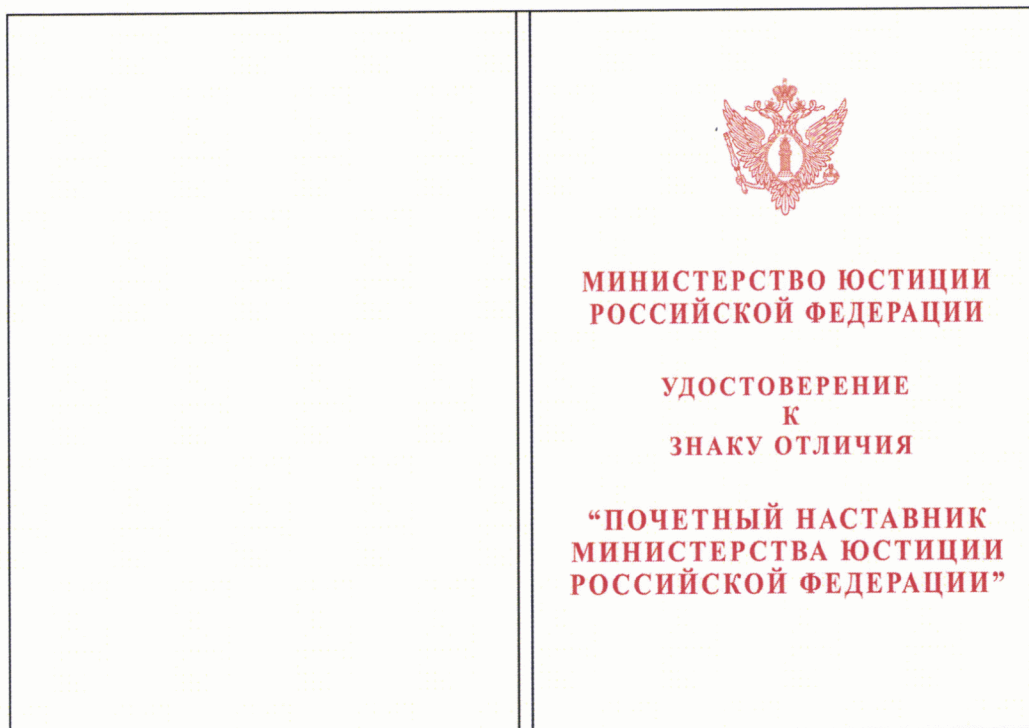 МИНИСТЕРСТВО ЮСТИЦИИ
РОССИЙСКОЙ ФЕДЕРАЦИИ
УДОСТОВЕРЕНИЕ
К
ЗНАКУ ОТЛИЧИЯ
“ПОЧЕТНЫЙ НАСТАВНИК
МИНИСТЕРСТВА ЮСТИЦИИ
РОССИЙСКОЙ ФЕДЕРАЦИИ”